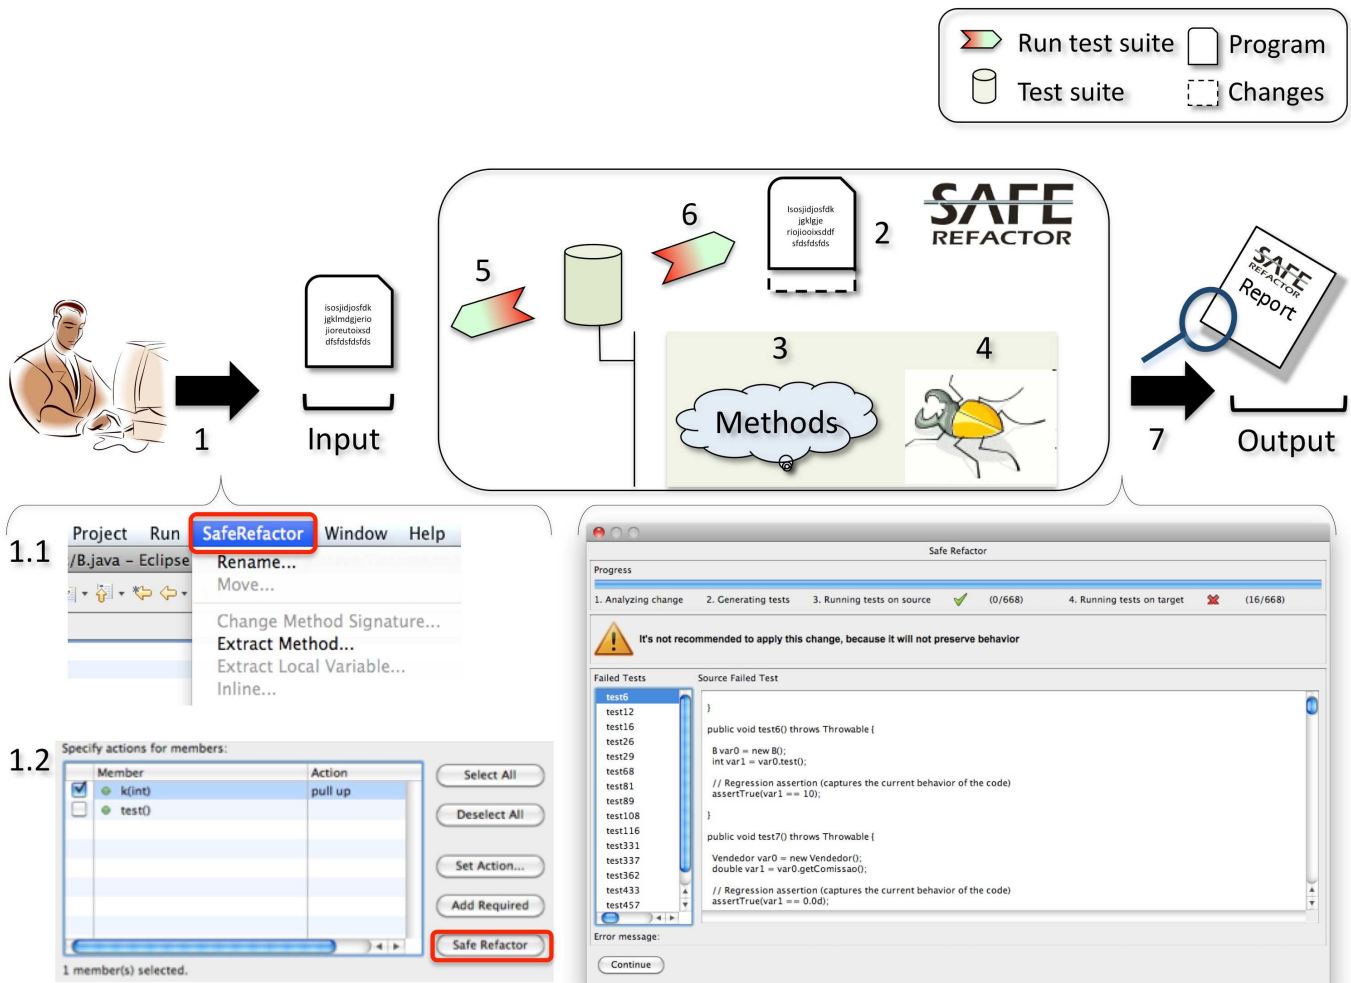 Run test suite
Program
Test suite
Changes
SAFE
REFACTOR
6
2
lsosjidjosfdk
jgklgje
riojiooixsddf
sfdsfdsfds
5
isosjidjosfdk
jgklmdgjerio
jioreutoixsd
dfsfdsfdsfds
3
4
Methods
1
Input
SAFE
REFACTOR
Report
7
Output
1.1
Project Run SafeRefactor Window Help
/B.java – Eclipse
Rename...
Move...
Change Method Signature...
Extract Method...
Extract Local Variable...
Inline...
1.2
Specify actions for members:
Member Action
k(int) pull up
test()
Select All
Deselect All
Set Action...
Add Required
Safe Refactor
1 member(s) selected.
Safe Refactor
Progress
1. Analyzing change 2. Generating tests 3. Running tests on source (0/668) 4. Running tests on target (16/668)
It's not recommended to apply this change, because it will not preserve behavior
Failed Tests
test6
test12
test16
test26
test29
test68
test81
test89
test108
test116
test331
test337
test362
test433
test457
Source Failed Test
}
public void test6() throws Throwable {
B var0 = new B();
int var1 = var0.test();
// Regression assertion (captures the current behavior of the code)
assertTrue(var1 == 10);
}
public void test7() throws Throwable {
Vendedor var0 = new Vendedor();
double var1 = var0.getComissao();
// Regression assertion (captures the current behavior of the code)
assertTrue(var1 == 0.0d);
Error message:
Continue